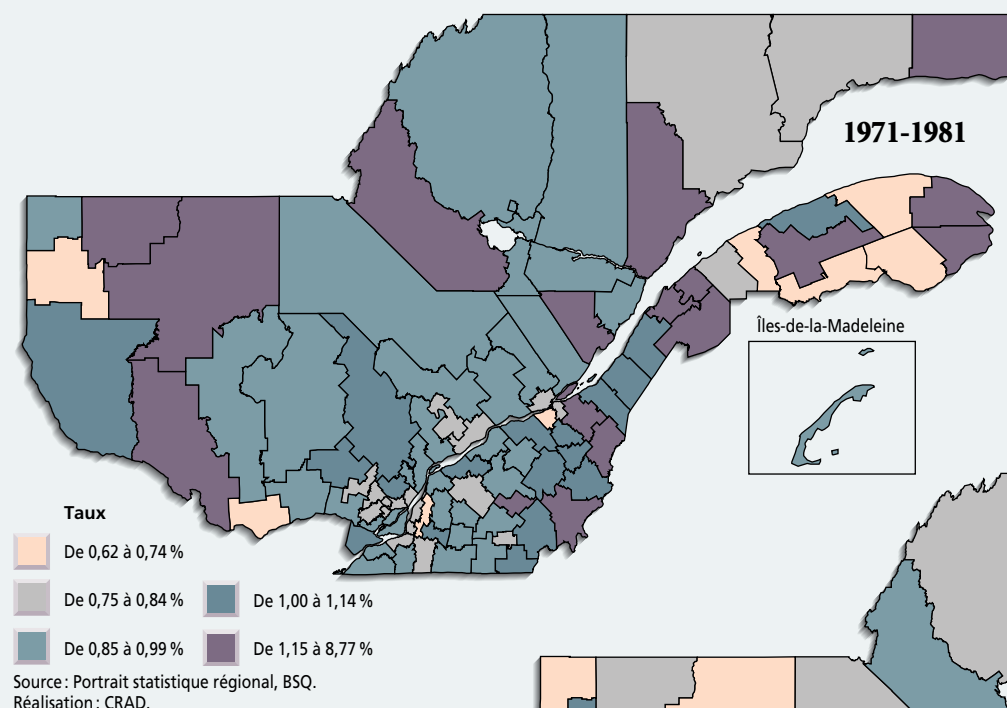 1971-1981
Îles-de-la-Madeleine
Taux
De 0,62 à 0,74 %
De 0,75 à 0,84 %
De 1,00 à 1,14 %
De 0,85 à 0,99 %
De 1,15 à 8,77 %
Source : Portrait statistique régional, BSQ.
Réalisation : CRAD.